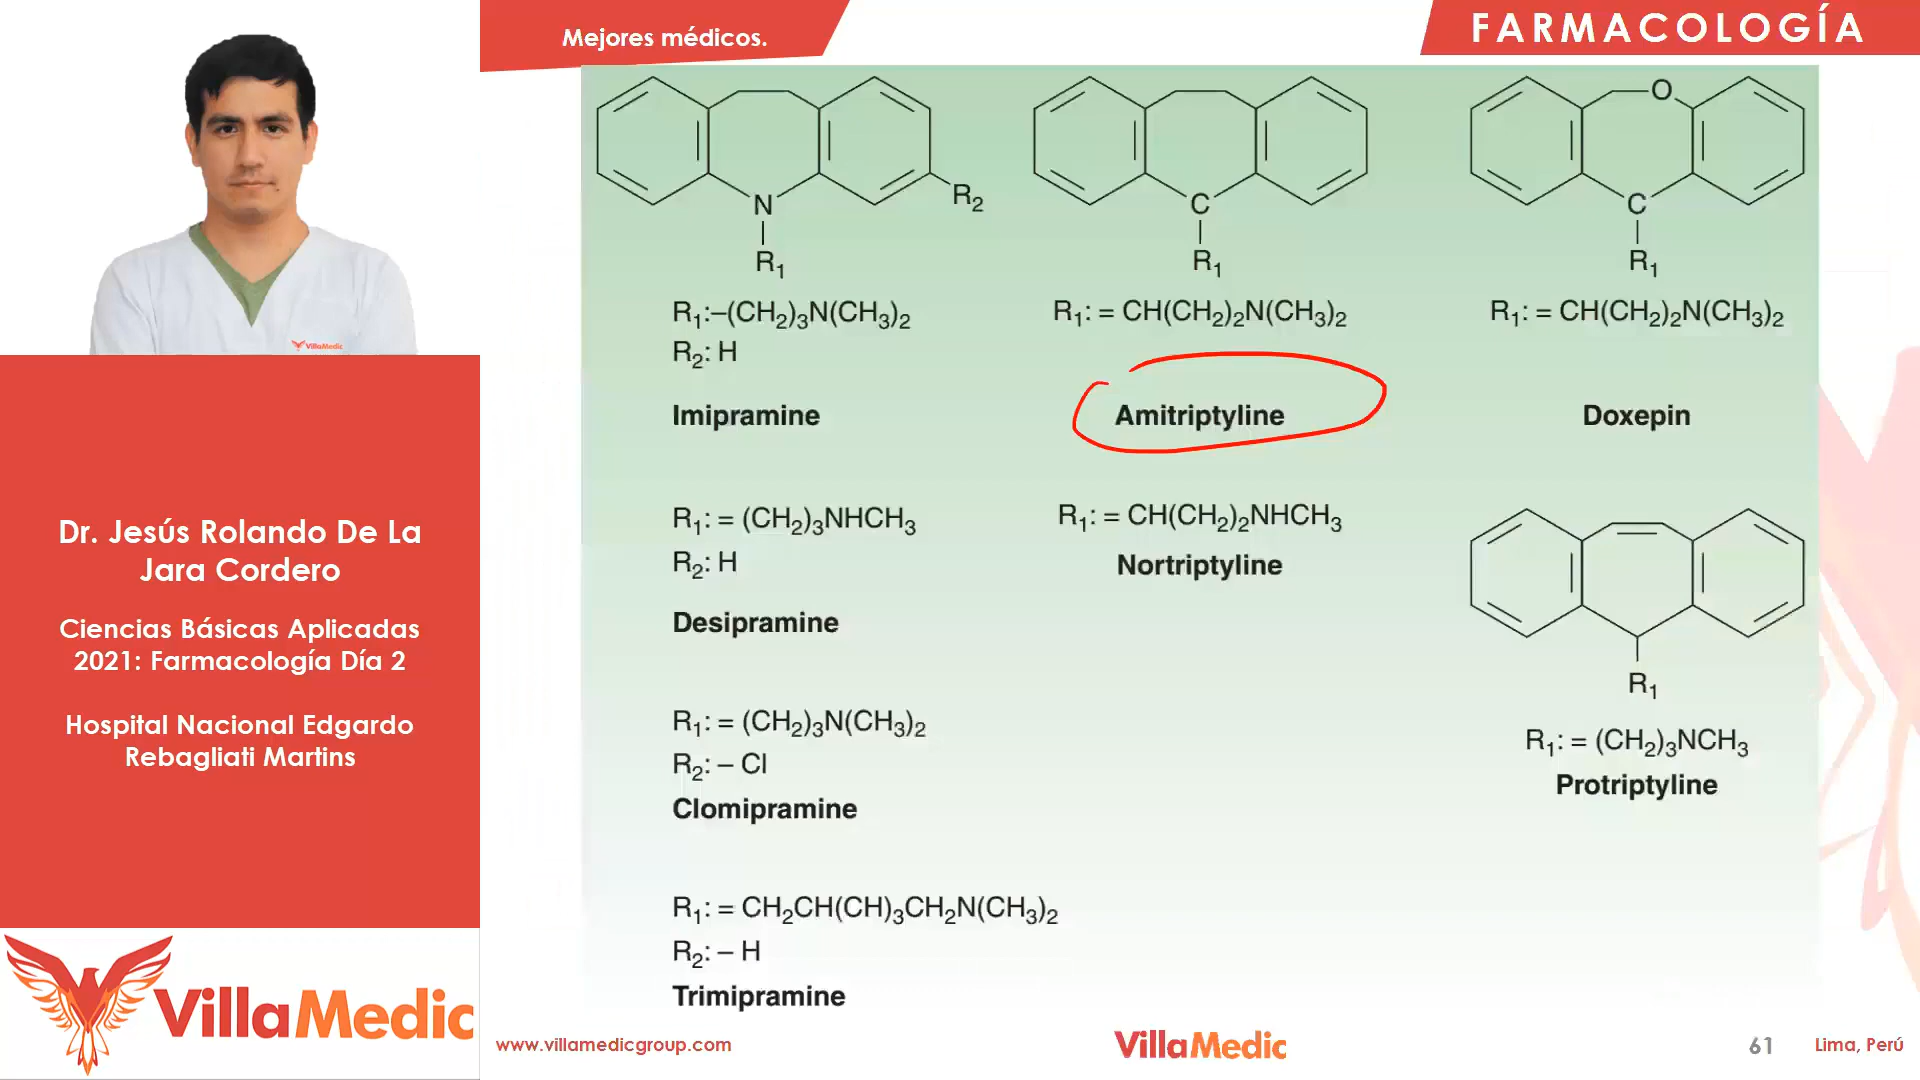 Mejores médicos.
FARMACOLOGÍA
VillaMedic
Dr. Jesús Rolando De La
Jara Cordero
Ciencias Básicas Aplicadas
2021: Farmacología Día 2
Hospital Nacional Edgardo
Rebagliati Martins
VillaMedic
N
R₂
R₁
R₁:–(CH₂)₃N(CH₃)₂
R₂: H
Imipramine
R₁: = (CH₂)₃NHCH₃
R₂: H
Desipramine
R₁: = (CH₂)₃N(CH₃)₂
R₂: – Cl
Clomipramine
R₁: = CH₂CH(CH)₃CH₂N(CH₃)₂
R₂: – H
Trimipramine
C
R₁
R₁: = CH(CH₂)₂N(CH₃)₂
Amitriptyline
R₁: = CH(CH₂)₂NHCH₃
Nortriptyline
O
C
R₁
R₁: = CH(CH₂)₂N(CH₃)₂
Doxepin
R₁
R₁: = (CH₂)₃NCH₃
Protriptyline
www.villamedicgroup.com
VillaMedic
61
Lima, Perú